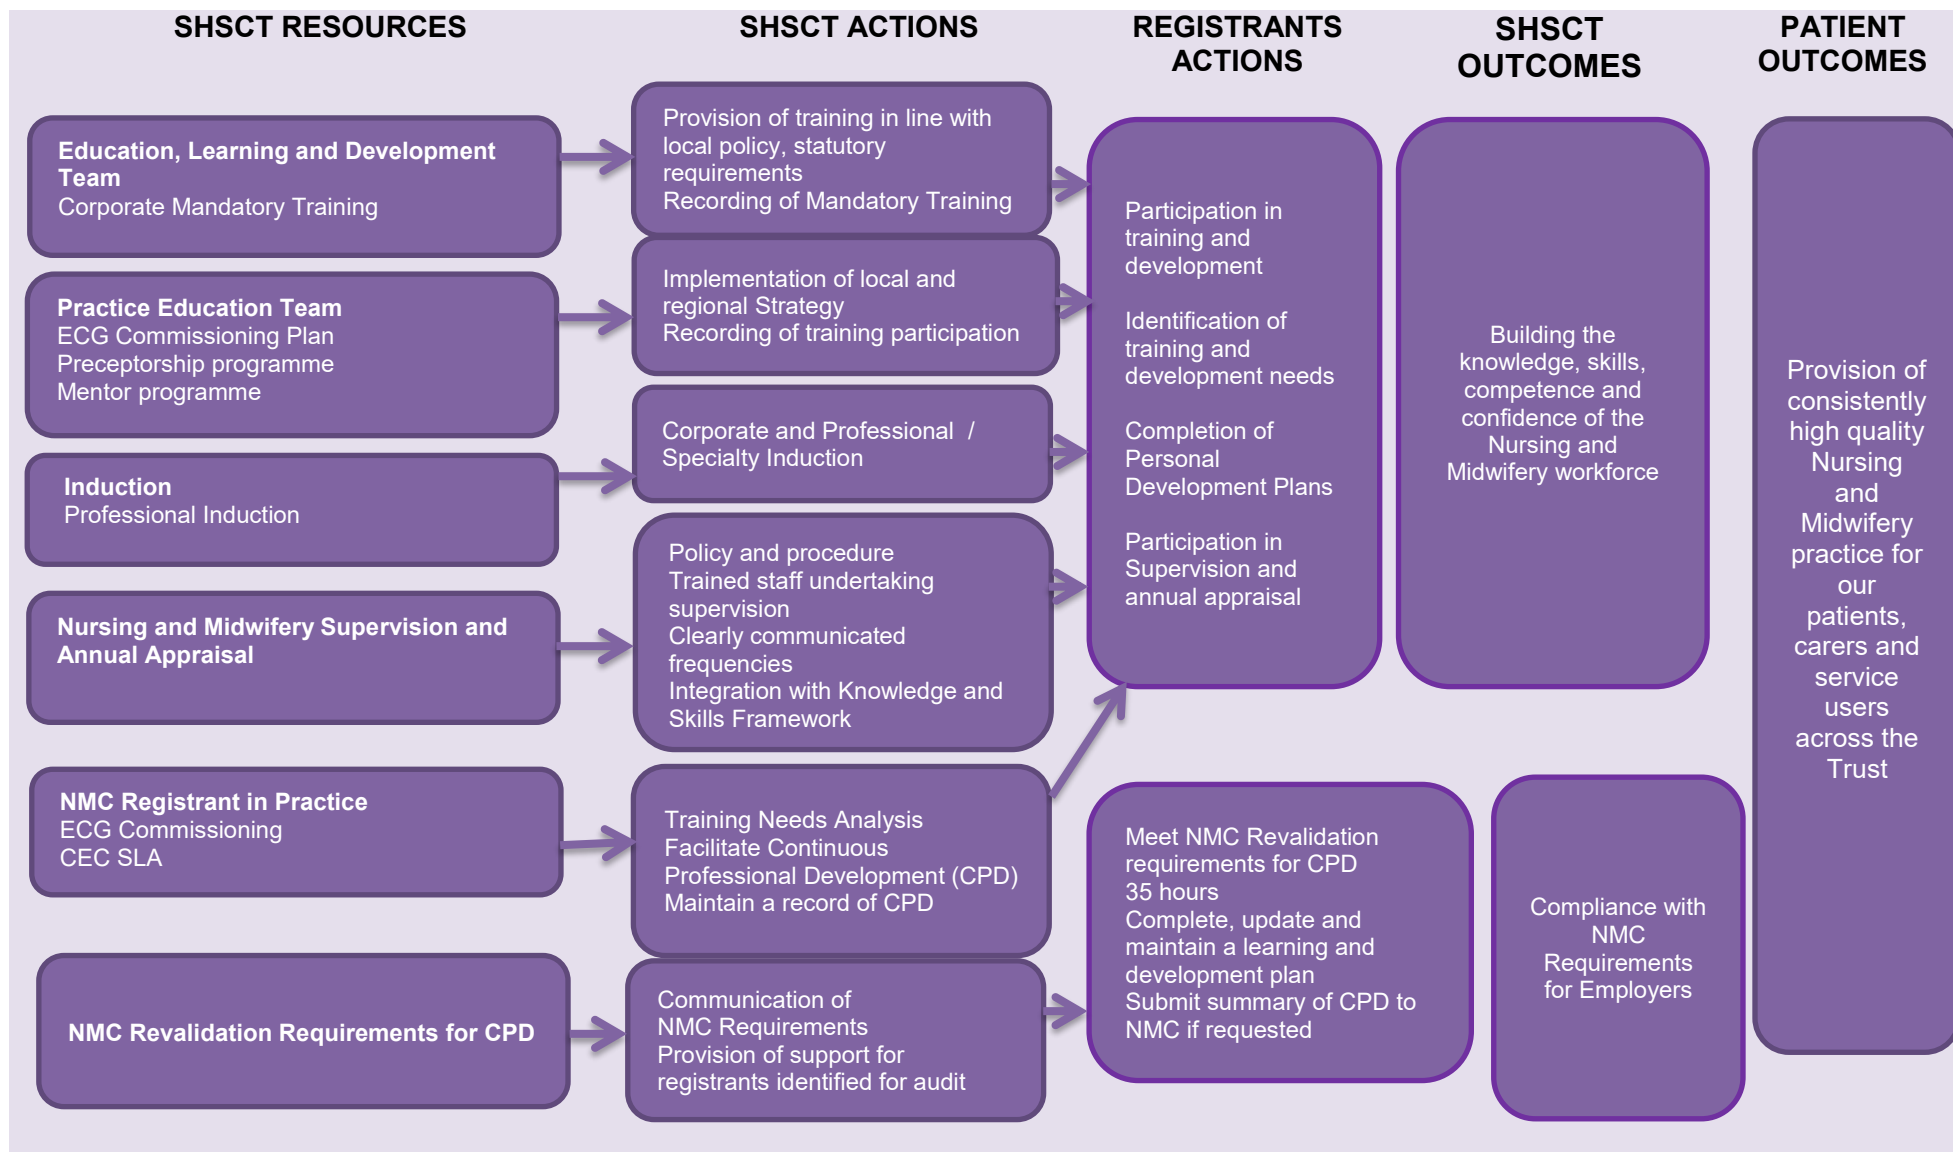 SHSCT RESOURCES
SHSCT ACTIONS
REGISTRANTS
ACTIONS
SHSCT
OUTCOMES
PATIENT
OUTCOMES
Education, Learning and Development
Team
Corporate Mandatory Training
Practice Education Team
ECG Commissioning Plan
Preceptorship programme
Mentor programme
Induction
Professional Induction
Nursing and Midwifery Supervision and
Annual Appraisal
NMC Registrant in Practice
ECG Commissioning
CEC SLA
NMC Revalidation Requirements for CPD
Provision of training in line with
local policy, statutory
requirements
Recording of Mandatory Training
Implementation of local and
regional Strategy
Recording of training participation
Corporate and Professional /
Specialty Induction
Policy and procedure
Trained staff undertaking
supervision
Clearly communicated
frequencies
Integration with Knowledge and
Skills Framework
Training Needs Analysis
Facilitate Continuous
Professional Development (CPD)
Maintain a record of CPD
Communication of
NMC Requirements
Provision of support for
registrants identified for audit
Participation in
training and
development
Identification of
training and
development needs
Completion of
Personal
Development Plans
Participation in
Supervision and
annual appraisal
Meet NMC Revalidation
requirements for CPD
35 hours
Complete, update and
maintain a learning and
development plan
Submit summary of CPD to
NMC if requested
Building the
knowledge, skills,
competence and
confidence of the
Nursing and
Midwifery workforce
Compliance with
NMC
Requirements
for Employers
Provision of
consistently
high quality
Nursing
and
Midwifery
practice for
our
patients,
carers and
service
users
across the
Trust